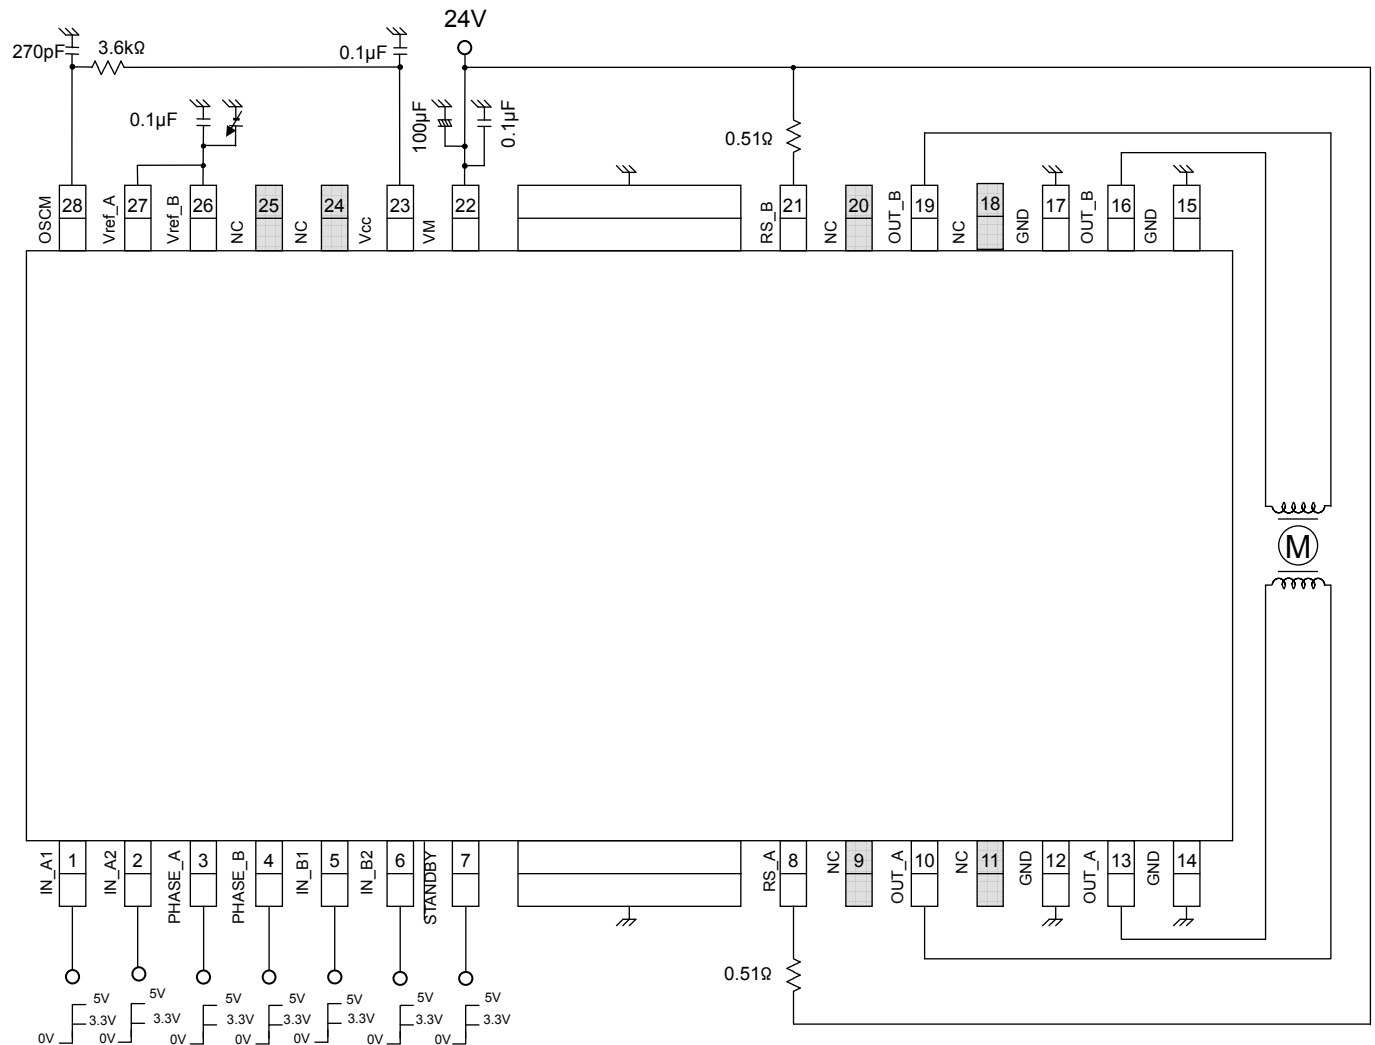 24V
270pF
3.6kΩ
0.1µF
0.1µF
100µF
0.1µF
0.51Ω
OSCM
28
Vref_A
27
Vref_B
26
NC
25
NC
24
Vcc
23
VM
22
RS_B
21
NC
20
OUT_B
19
NC
18
GND
17
OUT_B
16
GND
15
M
IN_A1
1
IN_A2
2
PHASE_A
3
PHASE_B
4
IN_B1
5
IN_B2
6
STANDBY
7
RS_A
8
NC
9
OUT_A
10
NC
11
GND
12
OUT_A
13
GND
14
0.51Ω
5V
3.3V
0V
5V
3.3V
0V
5V
3.3V
0V
5V
3.3V
0V
5V
3.3V
0V
5V
3.3V
0V
5V
3.3V
0V